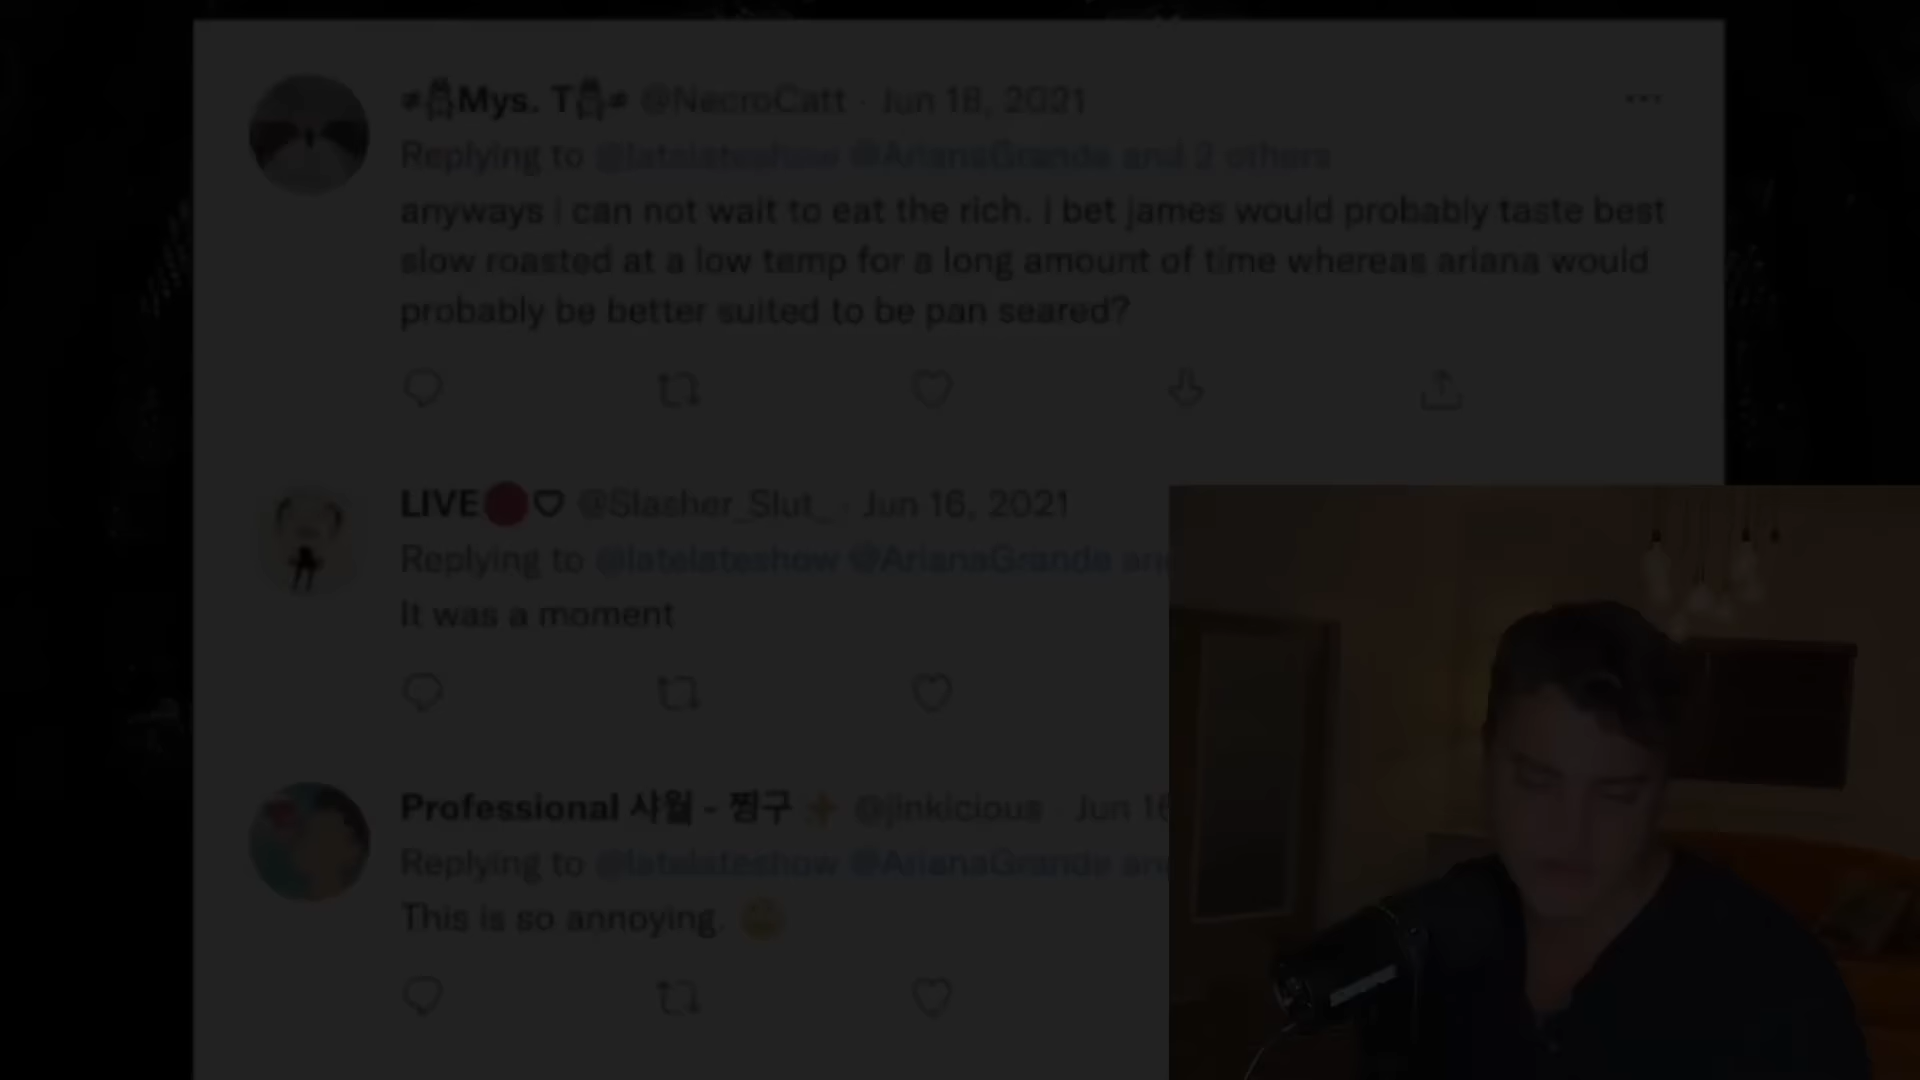 Mys. T @NecroCatt · Jun 18, 2021
Replying to @latelateshow @ArianaGrande and 2 others
anyways i can not wait to eat the rich. I bet james would probably taste best
slow roasted at a low temp for a long amount of time whereas ariana would
probably be better suited to be pan seared?
LIVE🔴♡ @Slasher_Slut_ · Jun 16, 2021
Replying to @latelateshow @ArianaGrande
It was a moment
Professional 샤월 - 찡구 ✨ @jinkicious · Jun 16
Replying to @latelateshow @ArianaGrande
This is so annoying.